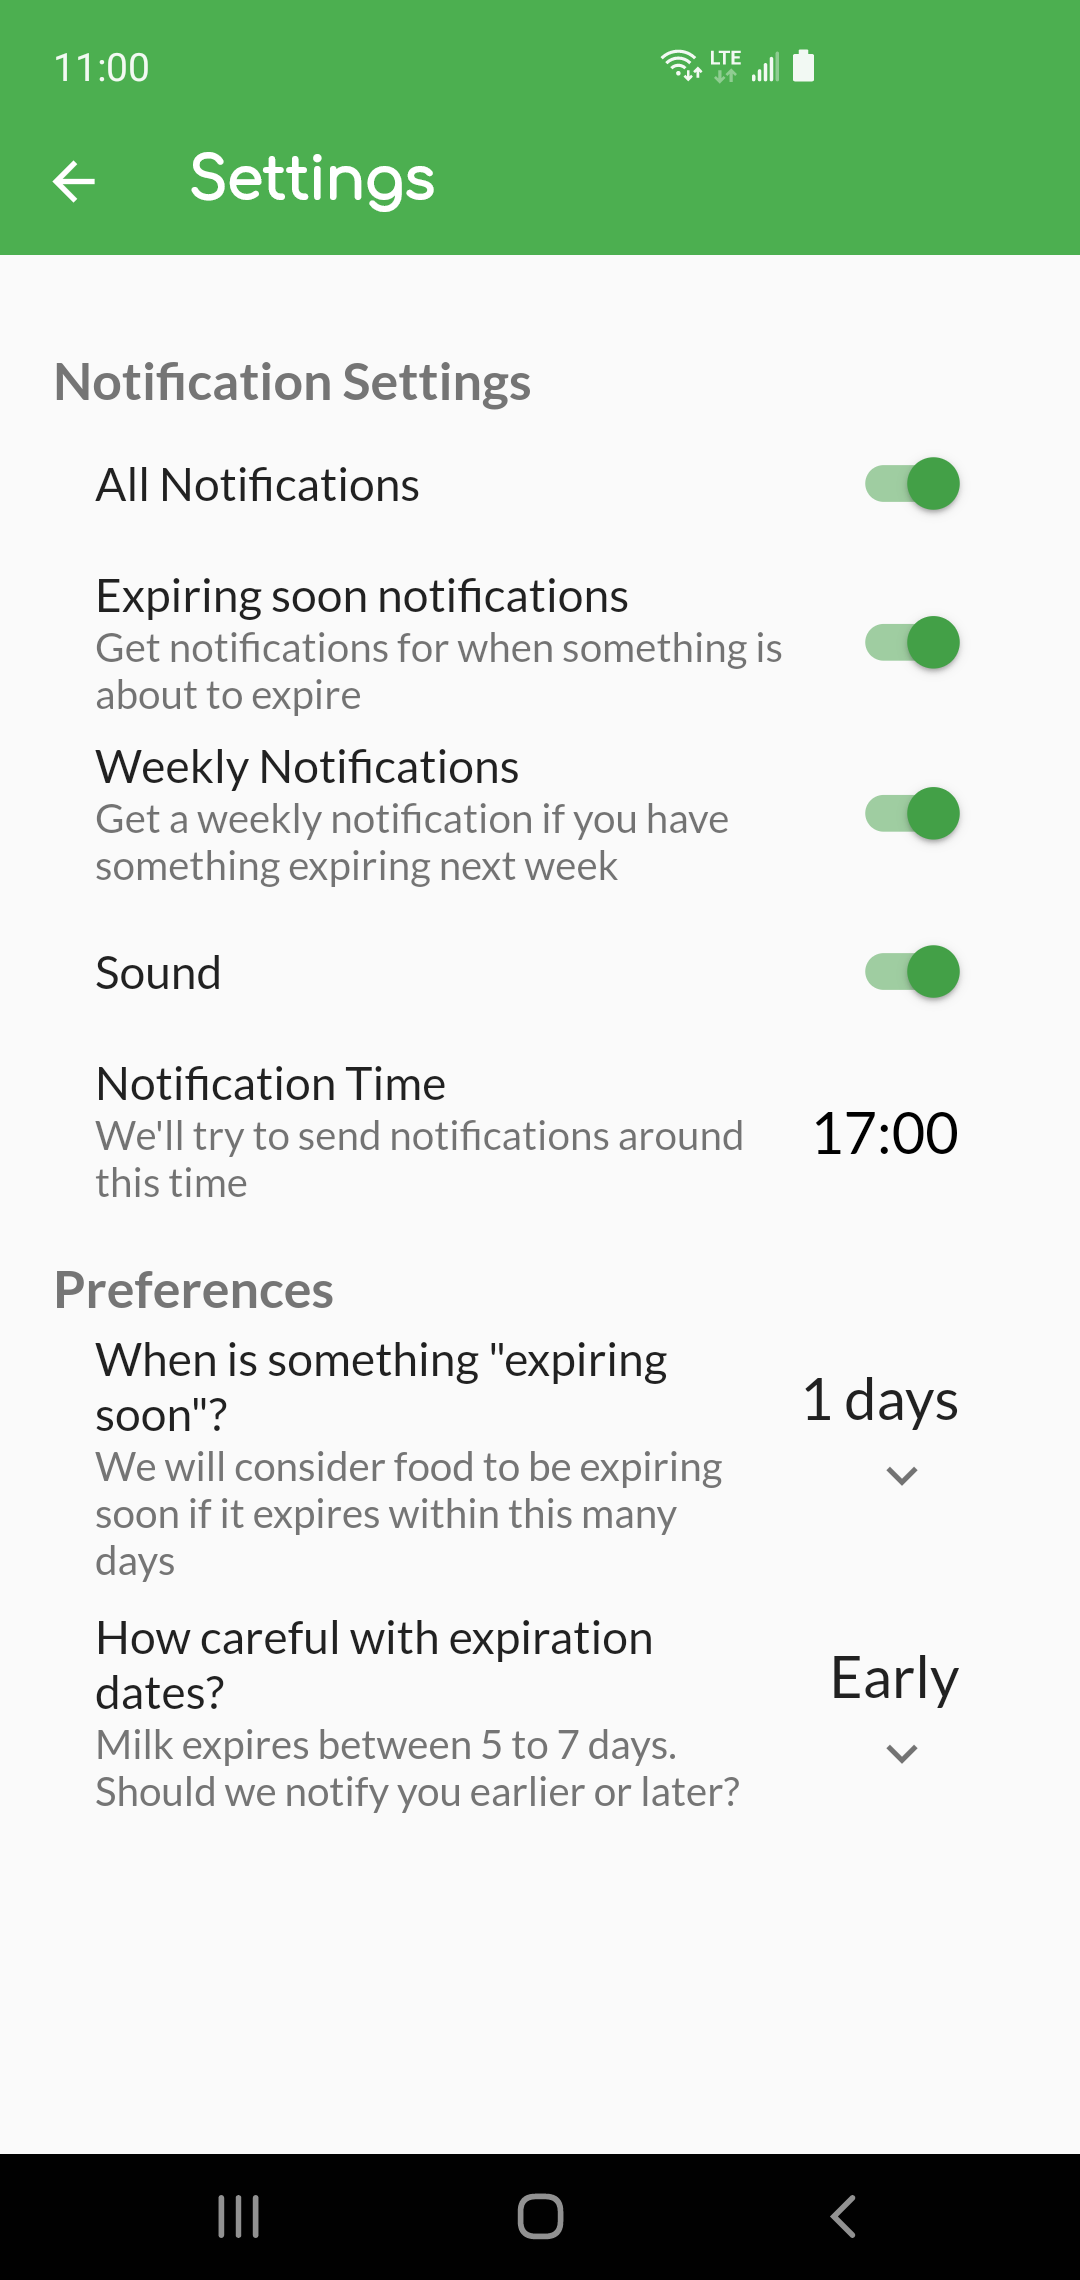 11:00
LTE
Settings
Notification Settings
All Notifications
Expiring soon notifications
Get notifications for when something is
about to expire
Weekly Notifications
Get a weekly notification if you have
something expiring next week
Sound
Notification Time
We'll try to send notifications around
this time
17:00
Preferences
When is something "expiring
soon"?
We will consider food to be expiring
soon if it expires within this many
days
1 days
How careful with expiration
dates?
Milk expires between 5 to 7 days.
Should we notify you earlier or later?
Early